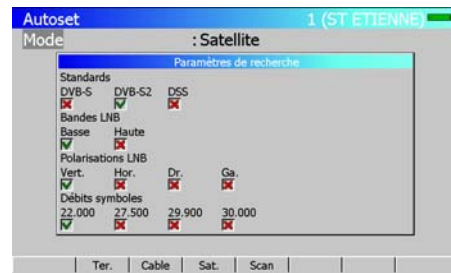 Autoset 1 (ST ETIENNE)
Mode : Satellite
Paramètres de recherche
Standards
DVB-S DVB-S2 DSS
Bandes LNB
Basse Haute
Polarisations LNB
Vert. Hor. Dr. Ga.
Débits symboles
22.000 27.500 29.900 30.000
Ter. Cable Sat. Scan